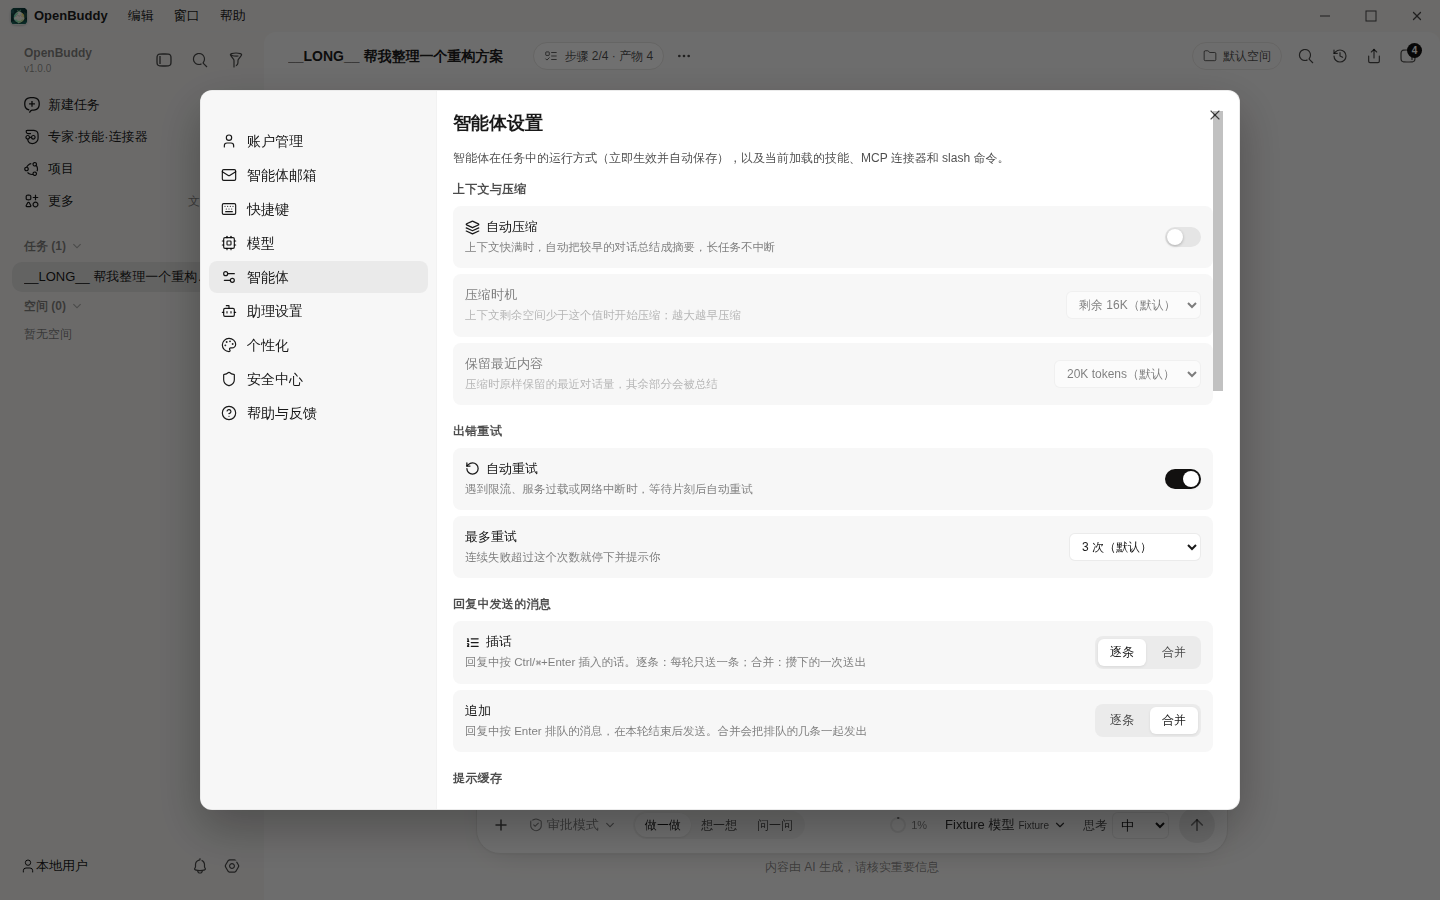 OpenBuddy 编辑 窗口 帮助
OpenBuddy
v1.0.0
__LONG__ 帮我整理一个重构方案 步骤 2/4 · 产物 4 默认空间 4
新建任务
专家·技能·连接器
项目
更多 文
任务 (1)
__LONG__ 帮我整理一个重构.
空间 (0)
暂无空间
本地用户
账户管理
智能体邮箱
快捷键
模型
智能体
助理设置
个性化
安全中心
帮助与反馈
智能体设置
智能体在任务中的运行方式（立即生效并自动保存），以及当前加载的技能、MCP 连接器和 slash 命令。
上下文与压缩
自动压缩
上下文快满时，自动把较早的对话总结成摘要，长任务不中断
压缩时机
上下文剩余空间少于这个值时开始压缩；越大越早压缩
剩余 16K（默认）
保留最近内容
压缩时原样保留的最近对话量，其余部分会被总结
20K tokens（默认）
出错重试
自动重试
遇到限流、服务过载或网络中断时，等待片刻后自动重试
最多重试
连续失败超过这个次数就停下并提示你
3 次（默认）
回复中发送的消息
插话
回复中按 Ctrl/⌘+Enter 插入的话。逐条：每轮只送一条；合并：攒下的一次送出
逐条 合并
追加
回复中按 Enter 排队的消息，在本轮结束后发送。合并会把排队的几条一起发出
逐条 合并
提示缓存
审批模式 做一做 想一想 问一问 1% Fixture 模型 Fixture 思考 中
内容由 AI 生成，请核实重要信息